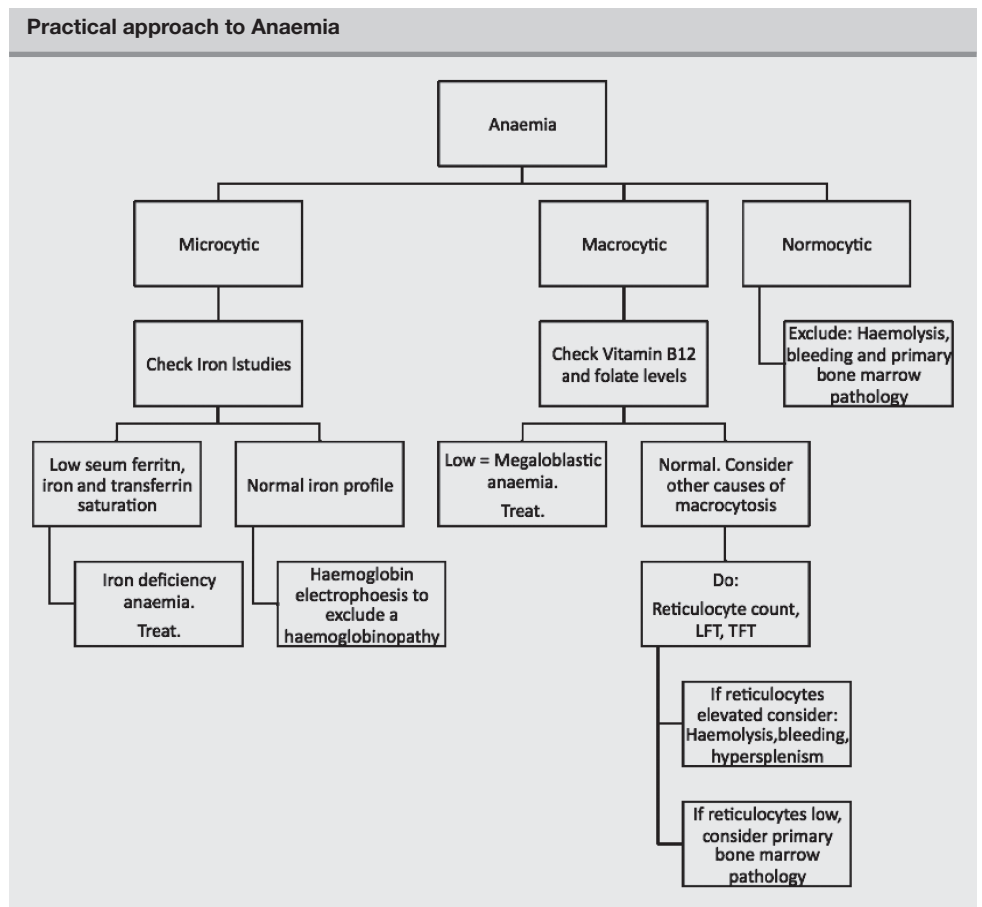 Practical approach to Anaemia
Anaemia
Microcytic
Macrocytic
Normocytic
Check Iron lstudies
Check Vitamin B12
and folate levels
Exclude: Haemolysis,
bleeding and primary
bone marrow
pathology
Low seum ferritn,
iron and transferrin
saturation
Normal iron profile
Low = Megaloblastic
anaemia.
Treat.
Normal. Consider
other causes of
macrocytosis
Iron deficiency
anaemia.
Treat.
Haemoglobin
electrophoesis to
exclude a
haemoglobinopathy
Do:
Reticulocyte count,
LFT, TFT
If reticulocytes
elevated consider:
Haemolysis,bleeding,
hypersplenism
If reticulocytes low,
consider primary
bone marrow
pathology